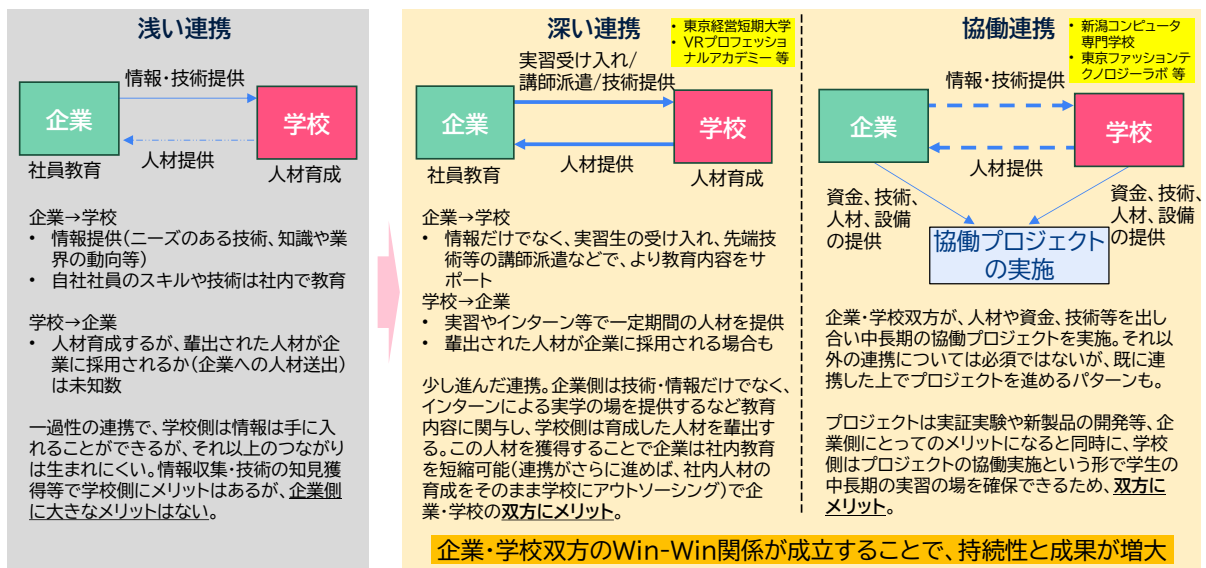 浅い連携
情報・技術提供
企業
学校
人材提供
社員教育
人材育成
企業→学校
• 情報提供(ニーズのある技術、知識や業
界の動向等)
• 自社社員のスキルや技術は社内で教育
学校→企業
• 人材育成するが、輩出された人材が企
業に採用されるか(企業への人材送出)
は未知数
一過性の連携で、学校側は情報は手に入
れることができるが、それ以上のつながり
は生まれにくい。情報収集・技術の知見獲
得等で学校側にメリットはあるが、企業側
に大きなメリットはない。
深い連携
• 東京経営短期大学
• VRプロフェッショ
ナルアカデミー 等
実習受け入れ/
講師派遣/技術提供
企業
学校
人材提供
社員教育
人材育成
企業→学校
• 情報だけでなく、実習生の受け入れ、先端技
術等の講師派遣などで、より教育内容をサ
ポート
学校→企業
• 実習やインターン等で一定期間の人材を提供
• 輩出された人材が企業に採用される場合も
少し進んだ連携。企業側は技術・情報だけでなく、
インターンによる実学の場を提供するなど教育
内容に関与し、学校側は育成した人材を輩出す
る。この人材を獲得することで企業は社内教育
を短縮可能(連携がさらに進めば、社内人材の
育成をそのまま学校にアウトソーシング)で企
業・学校の双方にメリット。
協働連携
• 新潟コンピュータ
専門学校
• 東京ファッションテ
クノロジーラボ 等
情報・技術提供
企業
学校
人材提供
資金、技術、
人材、設備
の提供
資金、技術、
人材、設備
の提供
協働プロジェクト
の実施
企業・学校双方が、人材や資金、技術等を出し
合い中長期の協働プロジェクトを実施。それ以
外の連携については必須ではないが、既に連
携した上でプロジェクトを進めるパターンも。
プロジェクトは実証実験や新製品の開発等、企
業側にとってのメリットになると同時に、学校
側はプロジェクトの協働実施という形で学生の
中長期の実習の場を確保できるため、双方に
メリット。
企業・学校双方のWin-Win関係が成立することで、持続性と成果が増大